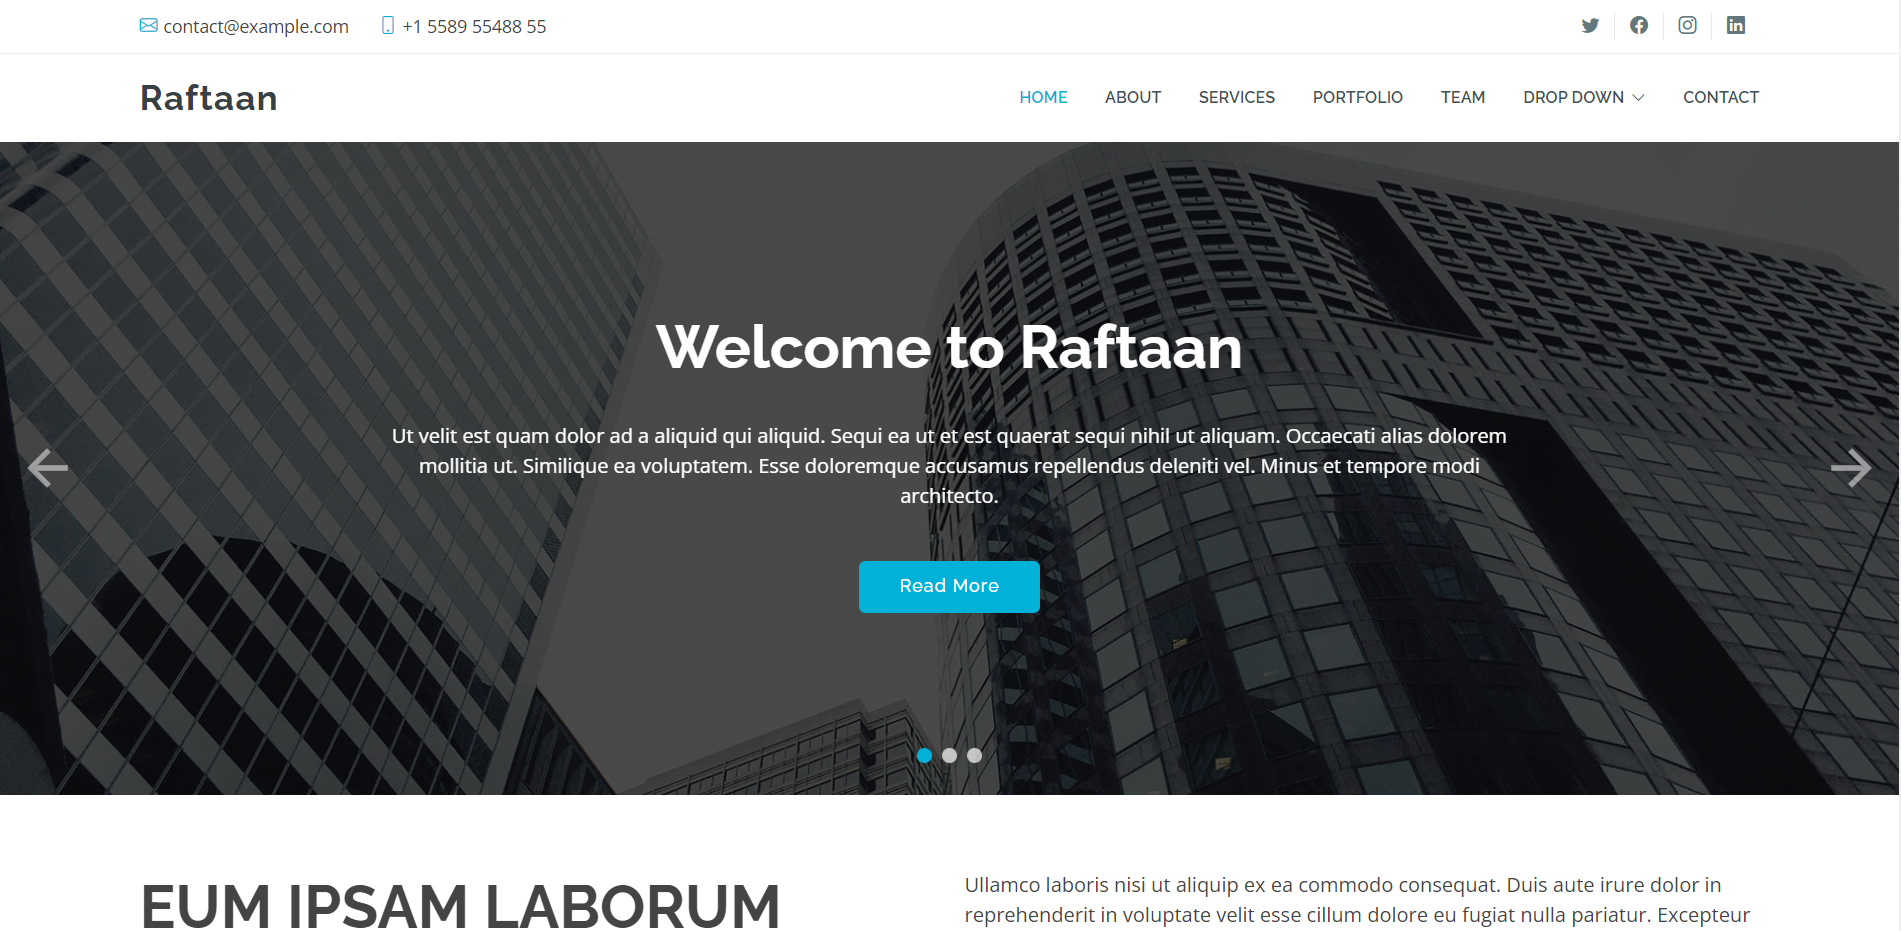 contact@example.com +1 5589 55488 55
Raftaan
HOME ABOUT SERVICES PORTFOLIO TEAM DROP DOWN CONTACT
Welcome to Raftaan
Ut velit est quam dolor ad a aliquid qui aliquid. Sequi ea ut et est quaerat sequi nihil ut aliquam. Occaecati alias dolorem
mollitia ut. Similique ea voluptatem. Esse doloremque accusamus repellendus deleniti vel. Minus et tempore modi
architecto.
Read More
EUM IPSAM LABORUM
Ullamco laboris nisi ut aliquip ex ea commodo consequat. Duis aute irure dolor in
reprehenderit in voluptate velit esse cillum dolore eu fugiat nulla pariatur. Excepteur